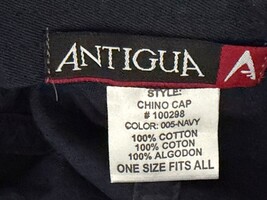 ANTIGUA
STYLE:
CHINO CAP
# 100298
COLOR: 005-NAVY
100% COTTON
100% COTON
100% ALGODON
ONE SIZE FITS ALL